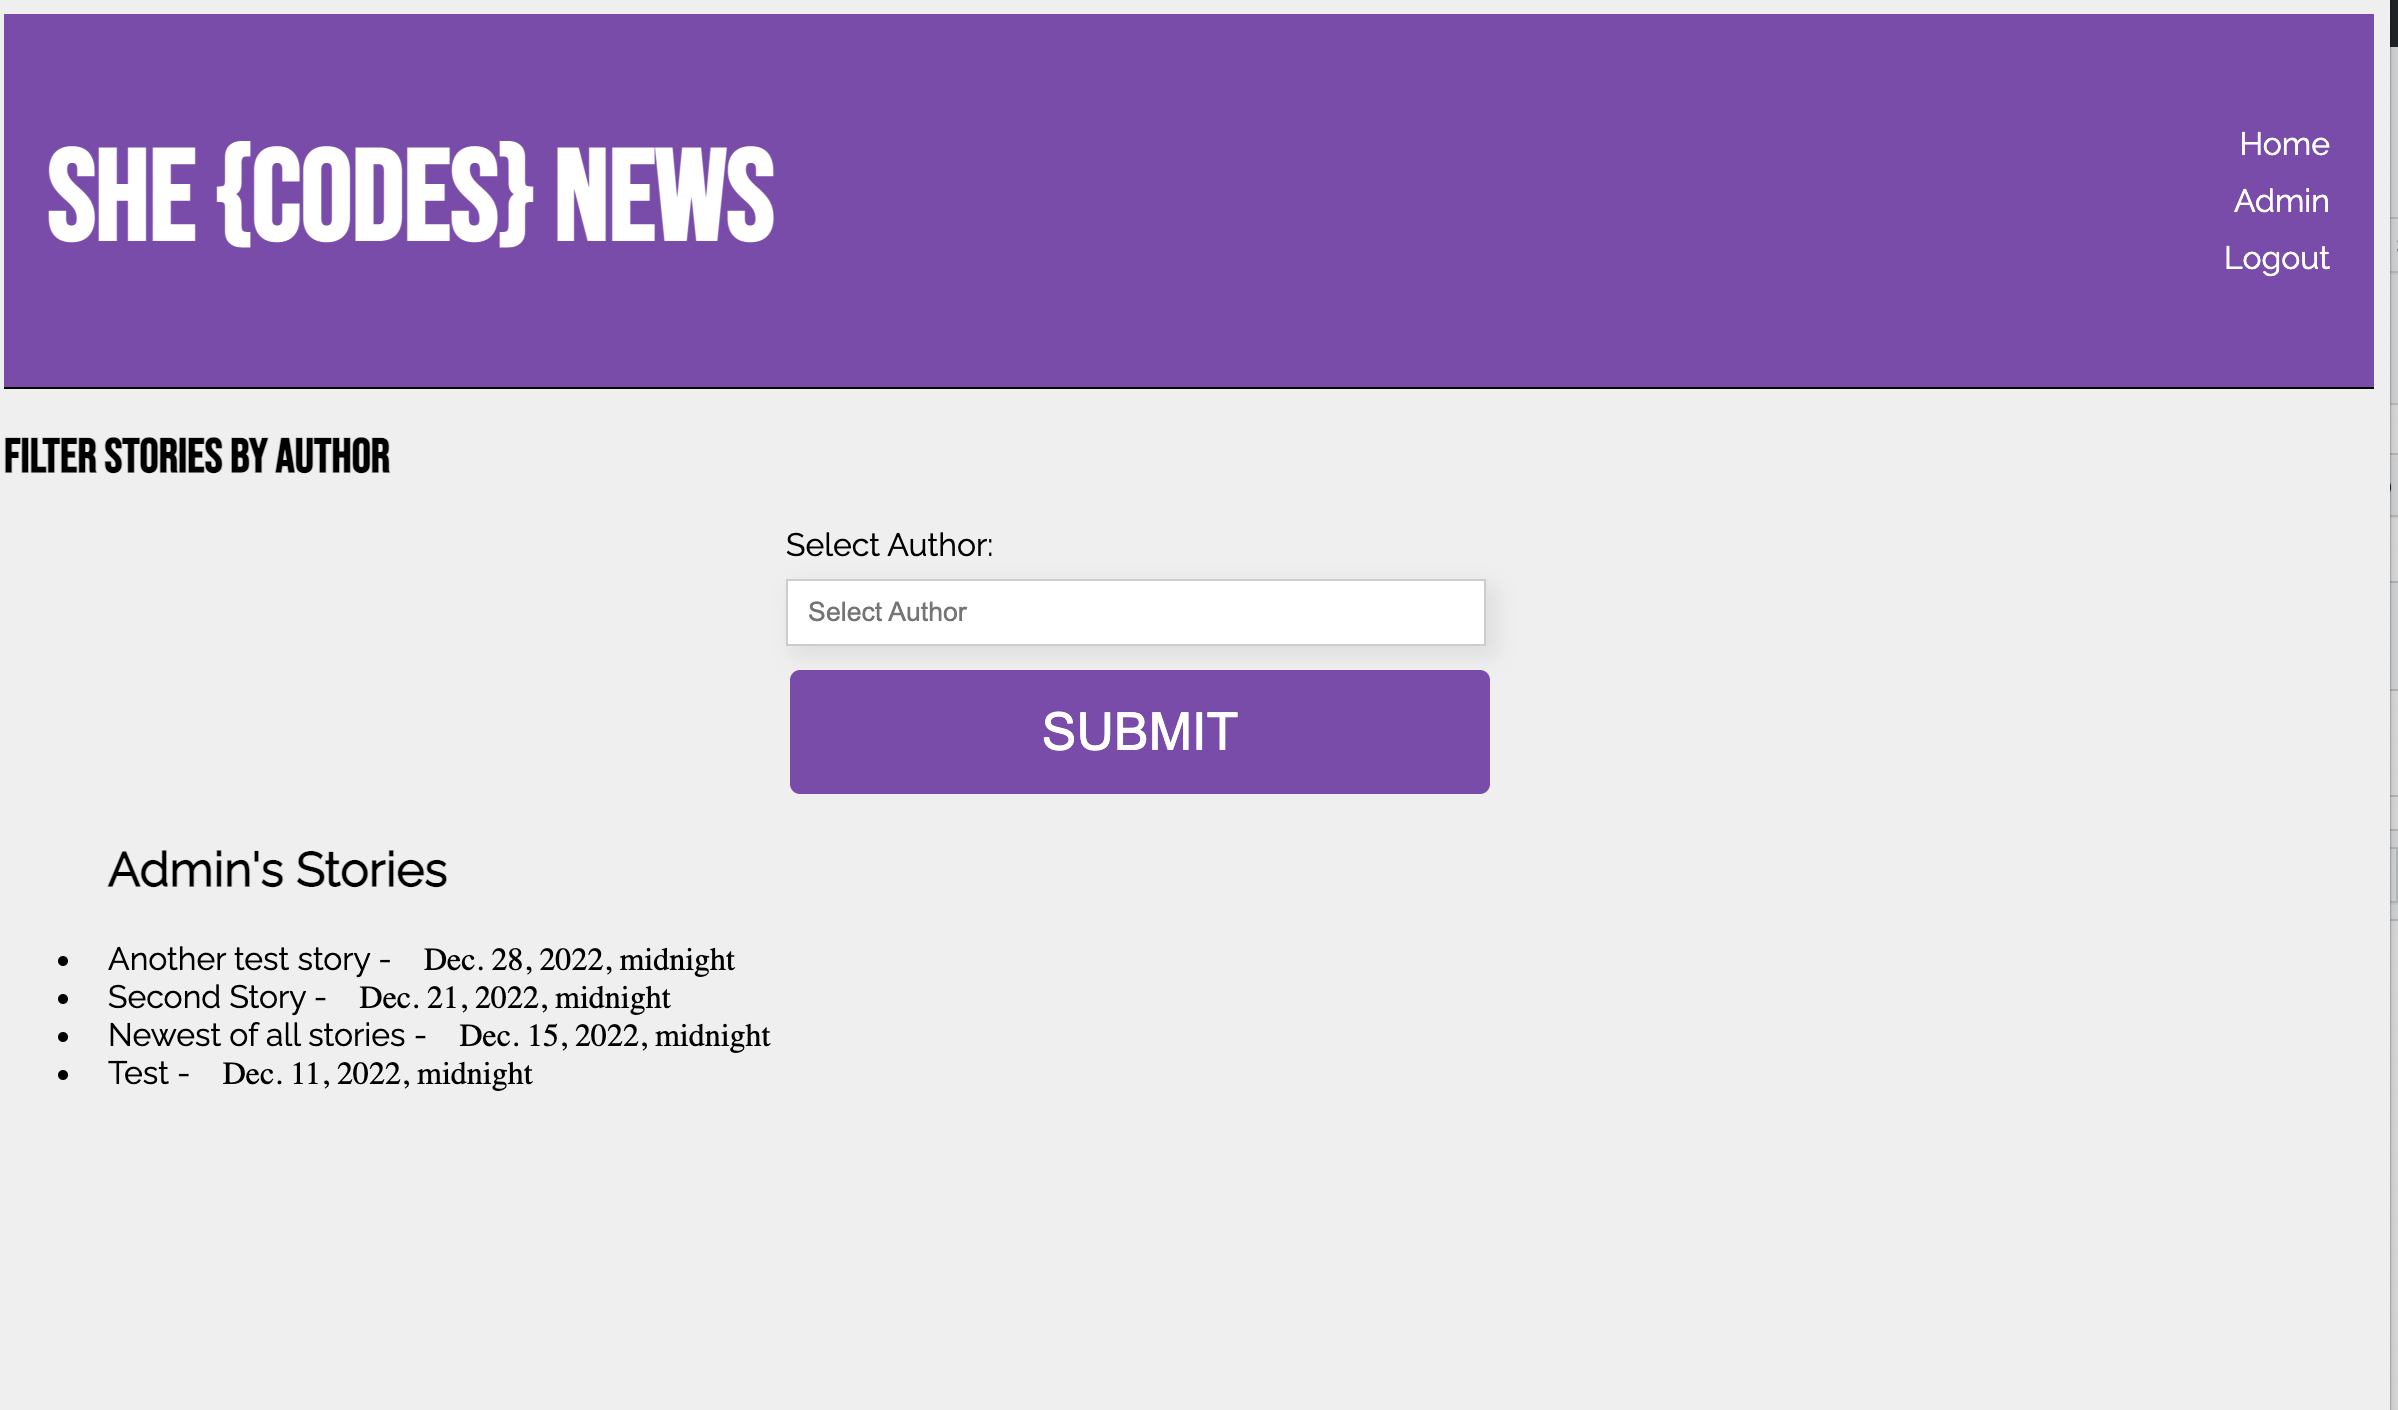 SHE {CODES} NEWS
Home
Admin
Logout
FILTER STORIES BY AUTHOR
Select Author:
Select Author
SUBMIT
Admin's Stories
Another test story - Dec. 28, 2022, midnight
Second Story - Dec. 21, 2022, midnight
Newest of all stories - Dec. 15, 2022, midnight
Test - Dec. 11, 2022, midnight